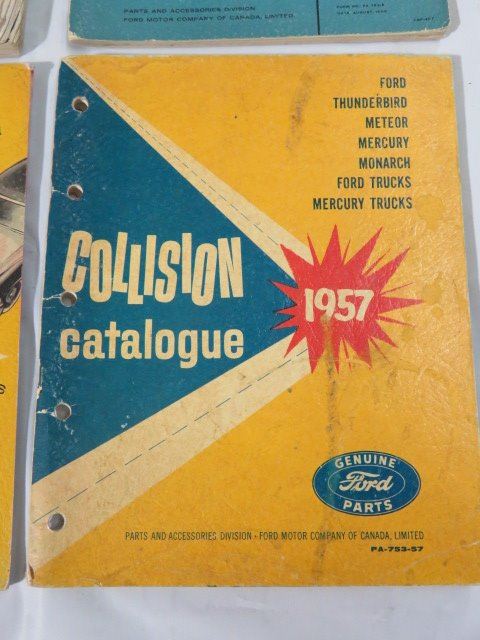 PARTS AND ACCESSORIES DIVISION
FORD MOTOR COMPANY OF CANADA, LIMITED
FORD
THUNDERBIRD
METEOR
MERCURY
MONARCH
FORD TRUCKS
MERCURY TRUCKS
COLLISION
catalogue
1957
GENUINE
Ford
PARTS
PARTS AND ACCESSORIES DIVISION · FORD MOTOR COMPANY OF CANADA, LIMITED
PA-753-57